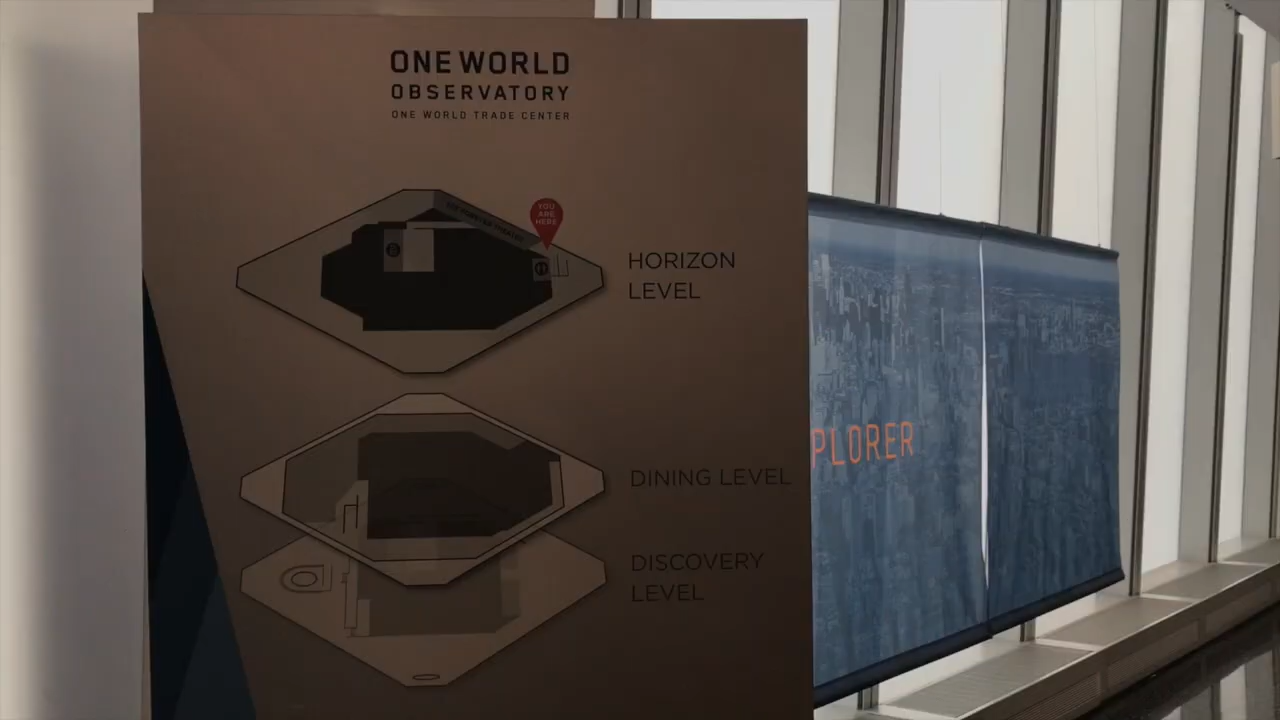 ONE WORLD
OBSERVATORY
ONE WORLD TRADE CENTER
YOU
ARE
HERE
HORIZON
LEVEL
DINING LEVEL
DISCOVERY
LEVEL
PLORER